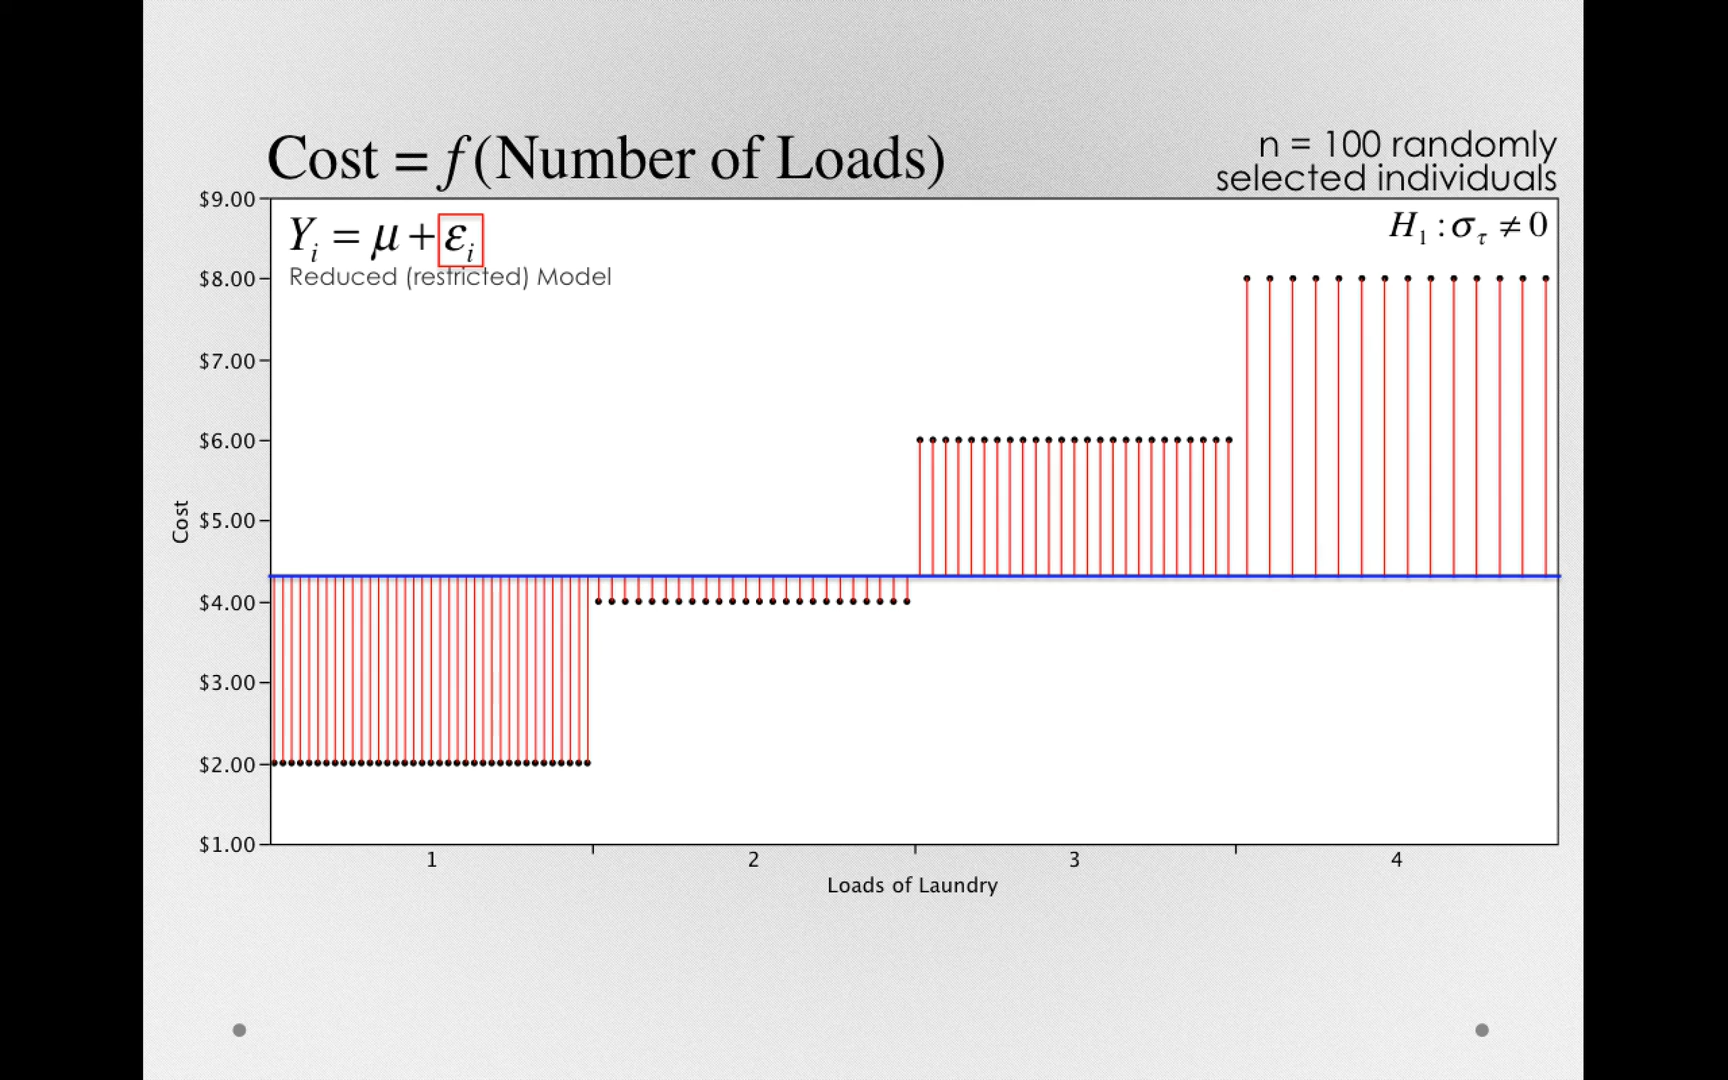 Cost = f(Number of Loads)
n = 100 randomly
selected individuals
$9.00
Yᵢ = μ + εᵢ
H₁ : σ_τ ≠ 0
Reduced (restricted) Model
$8.00
$7.00
$6.00
$5.00
Cost
$4.00
$3.00
$2.00
$1.00
1 2 3 4
Loads of Laundry